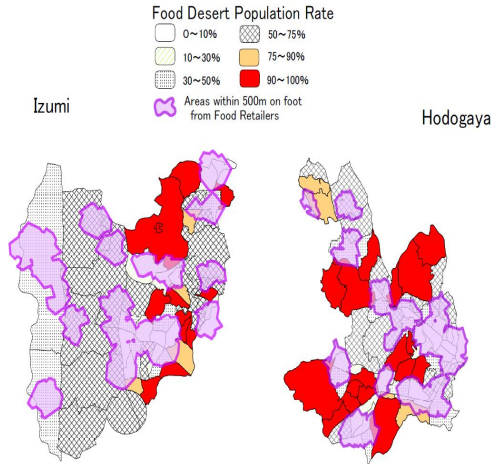 Food Desert Population Rate
0～10%
50～75%
10～30%
75～90%
30～50%
90～100%
Areas within 500m on foot
from Food Retailers
Izumi
Hodogaya